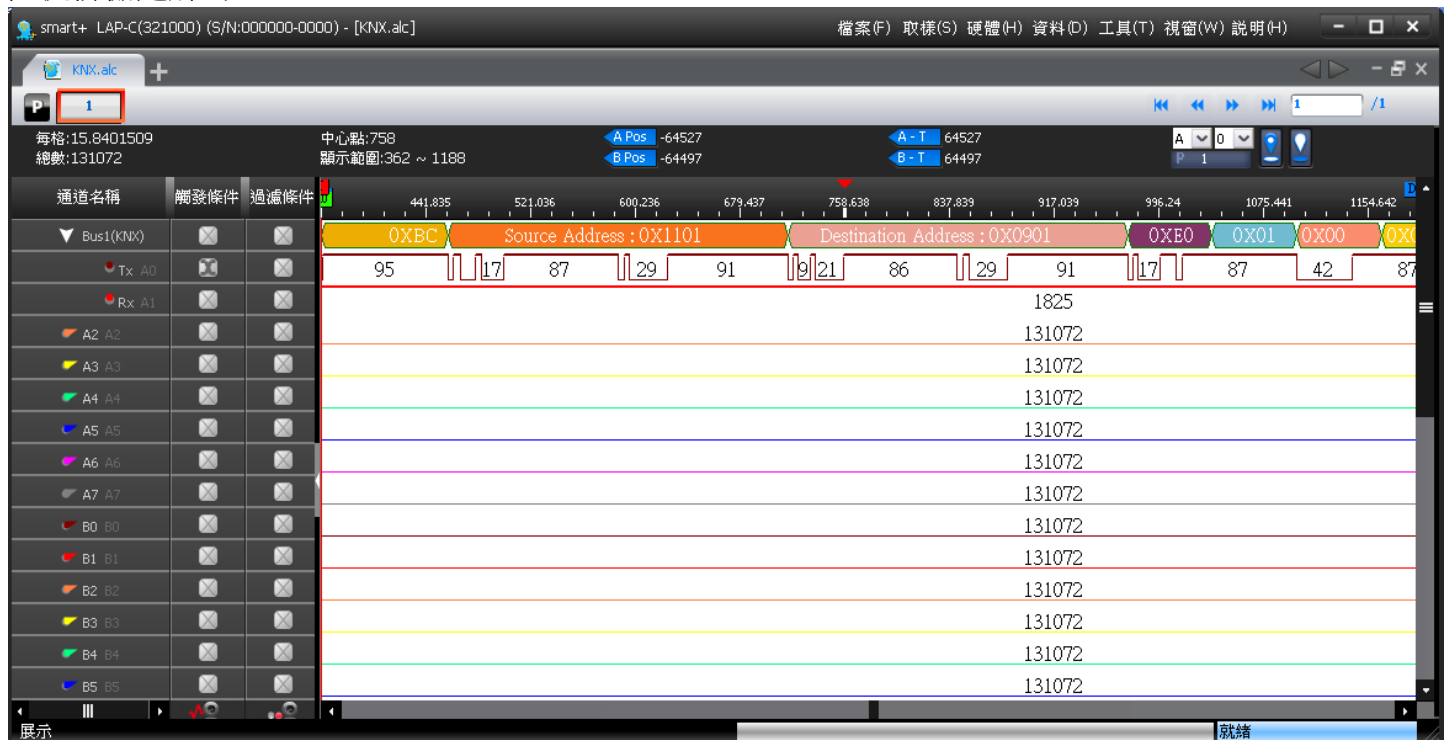 smart+ LAP-C(321000) (S/N:000000-0000) - [KNX.alc] 檔案(F) 取樣(S) 硬體(H) 資料(D) 工具(T) 視窗(W) 説明(H)
KNX.alc
P 1 1 /1
每格:15.8401509 中心點:758 A Pos -64527 A - T 64527 A 0
總數:131072 顯示範圍:362 ~ 1188 B Pos -64497 B - T 64497 P 1
通道名稱 觸發條件 過濾條件 441.835 521.036 600.236 679.437 758.638 837.839 917.039 996.24 1075.441 1154.642
Bus1(KNX) 0XBC Source Address : 0X1101 Destination Address : 0X0901 0XE0 0X01 0X00
Tx A0 95 17 87 29 91 9 21 86 29 91 17 87 42 87
Rx A1 1825
A2 A2 131072
A3 A3 131072
A4 A4 131072
A5 A5 131072
A6 A6 131072
A7 A7 131072
B0 B0 131072
B1 B1 131072
B2 B2 131072
B3 B3 131072
B4 B4 131072
B5 B5 131072
展示 就緒